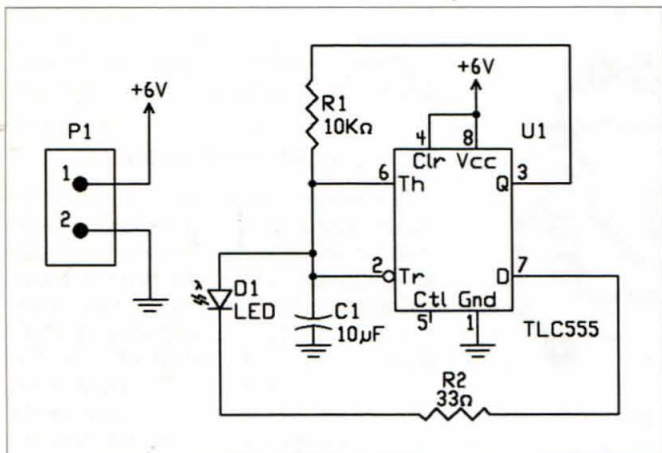 +6V
P1
1
2
R1
10KΩ
+6V
4
8
U1
Clr Vcc
6
Th
Q
3
2
Tr
D
7
D1
LED
C1
10µF
Ctl Gnd
5
1
TLC555
R2
33Ω